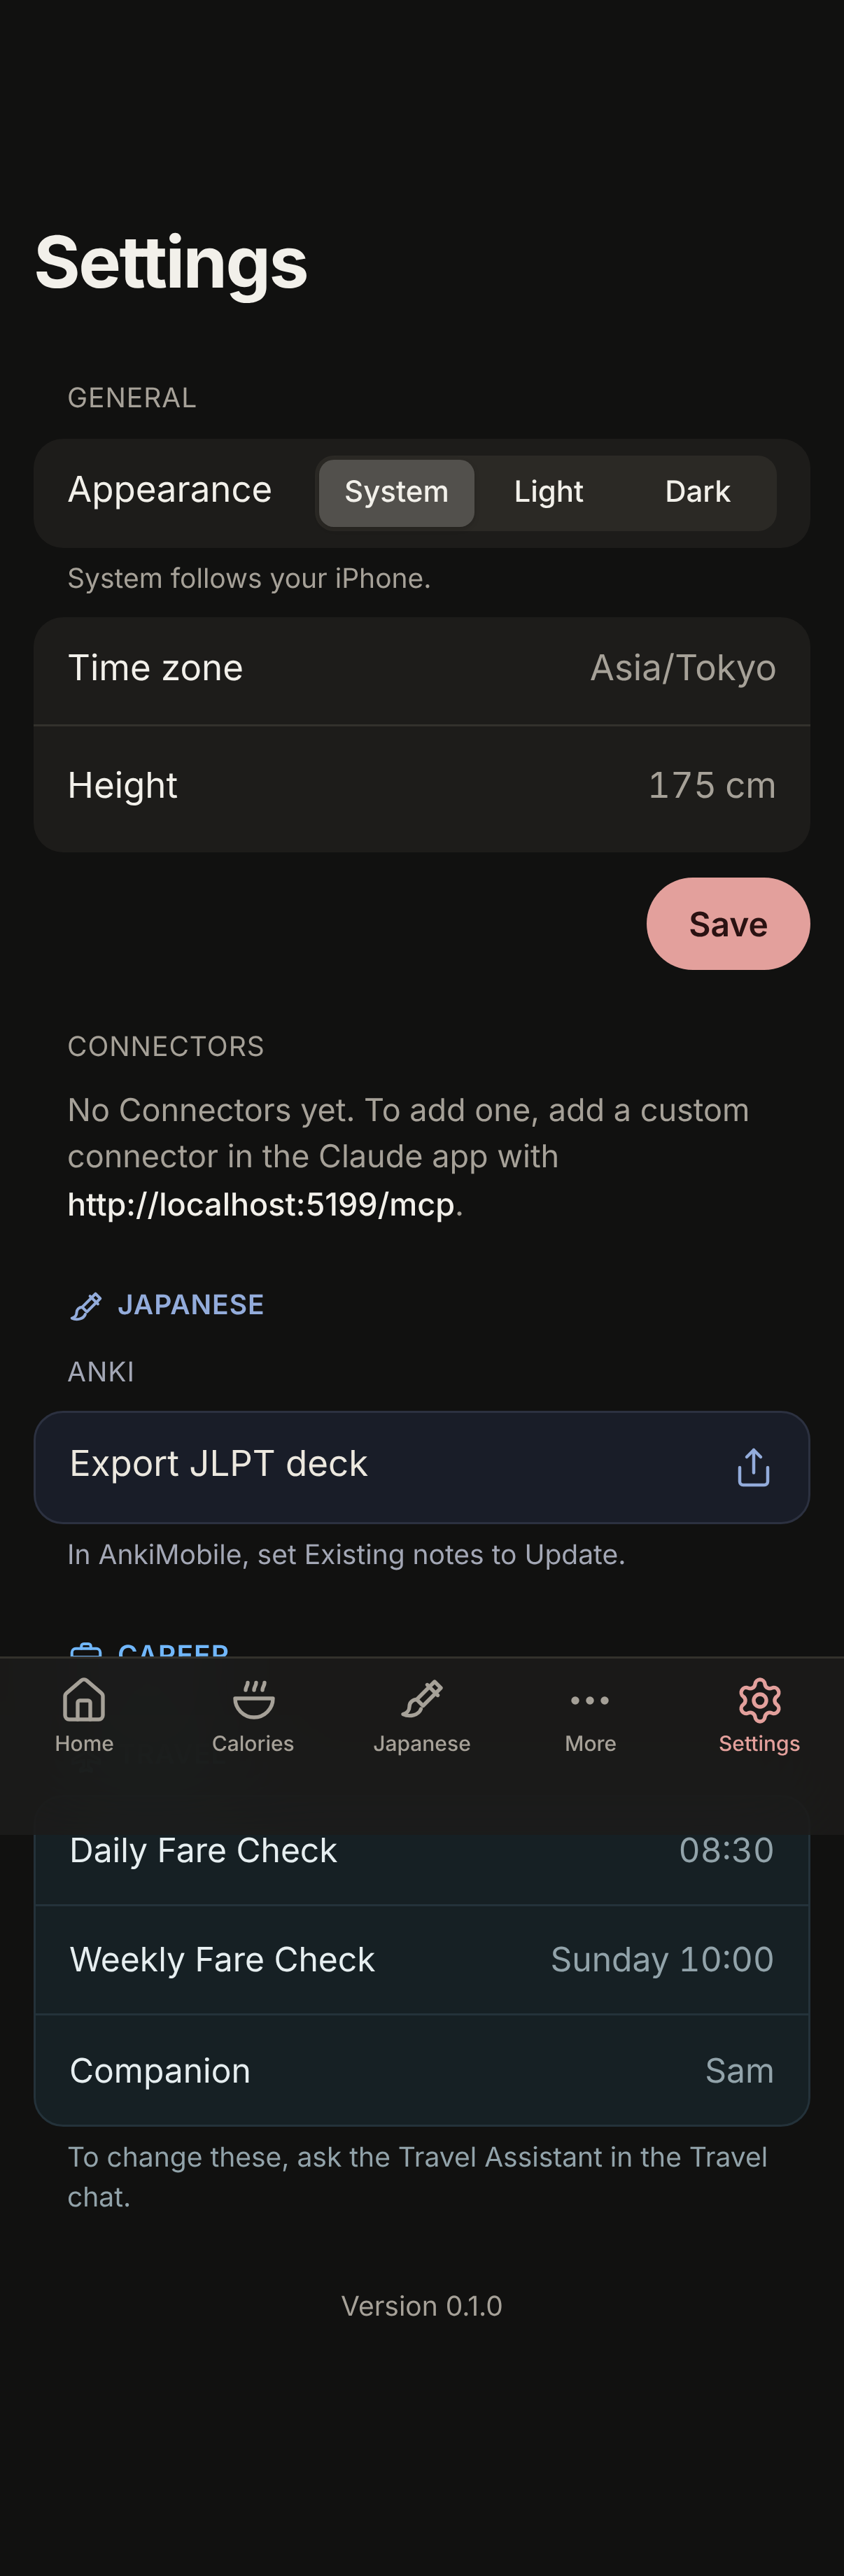 Settings
GENERAL
Appearance
System
Light
Dark
System follows your iPhone.
Time zone
Asia/Tokyo
Height
175 cm
Save
CONNECTORS
No Connectors yet. To add one, add a custom
connector in the Claude app with
http://localhost:5199/mcp.
JAPANESE
ANKI
Export JLPT deck
In AnkiMobile, set Existing notes to Update.
CAREER
Home
Calories
Japanese
More
Settings
Daily Fare Check
08:30
Weekly Fare Check
Sunday 10:00
Companion
Sam
To change these, ask the Travel Assistant in the Travel
chat.
Version 0.1.0